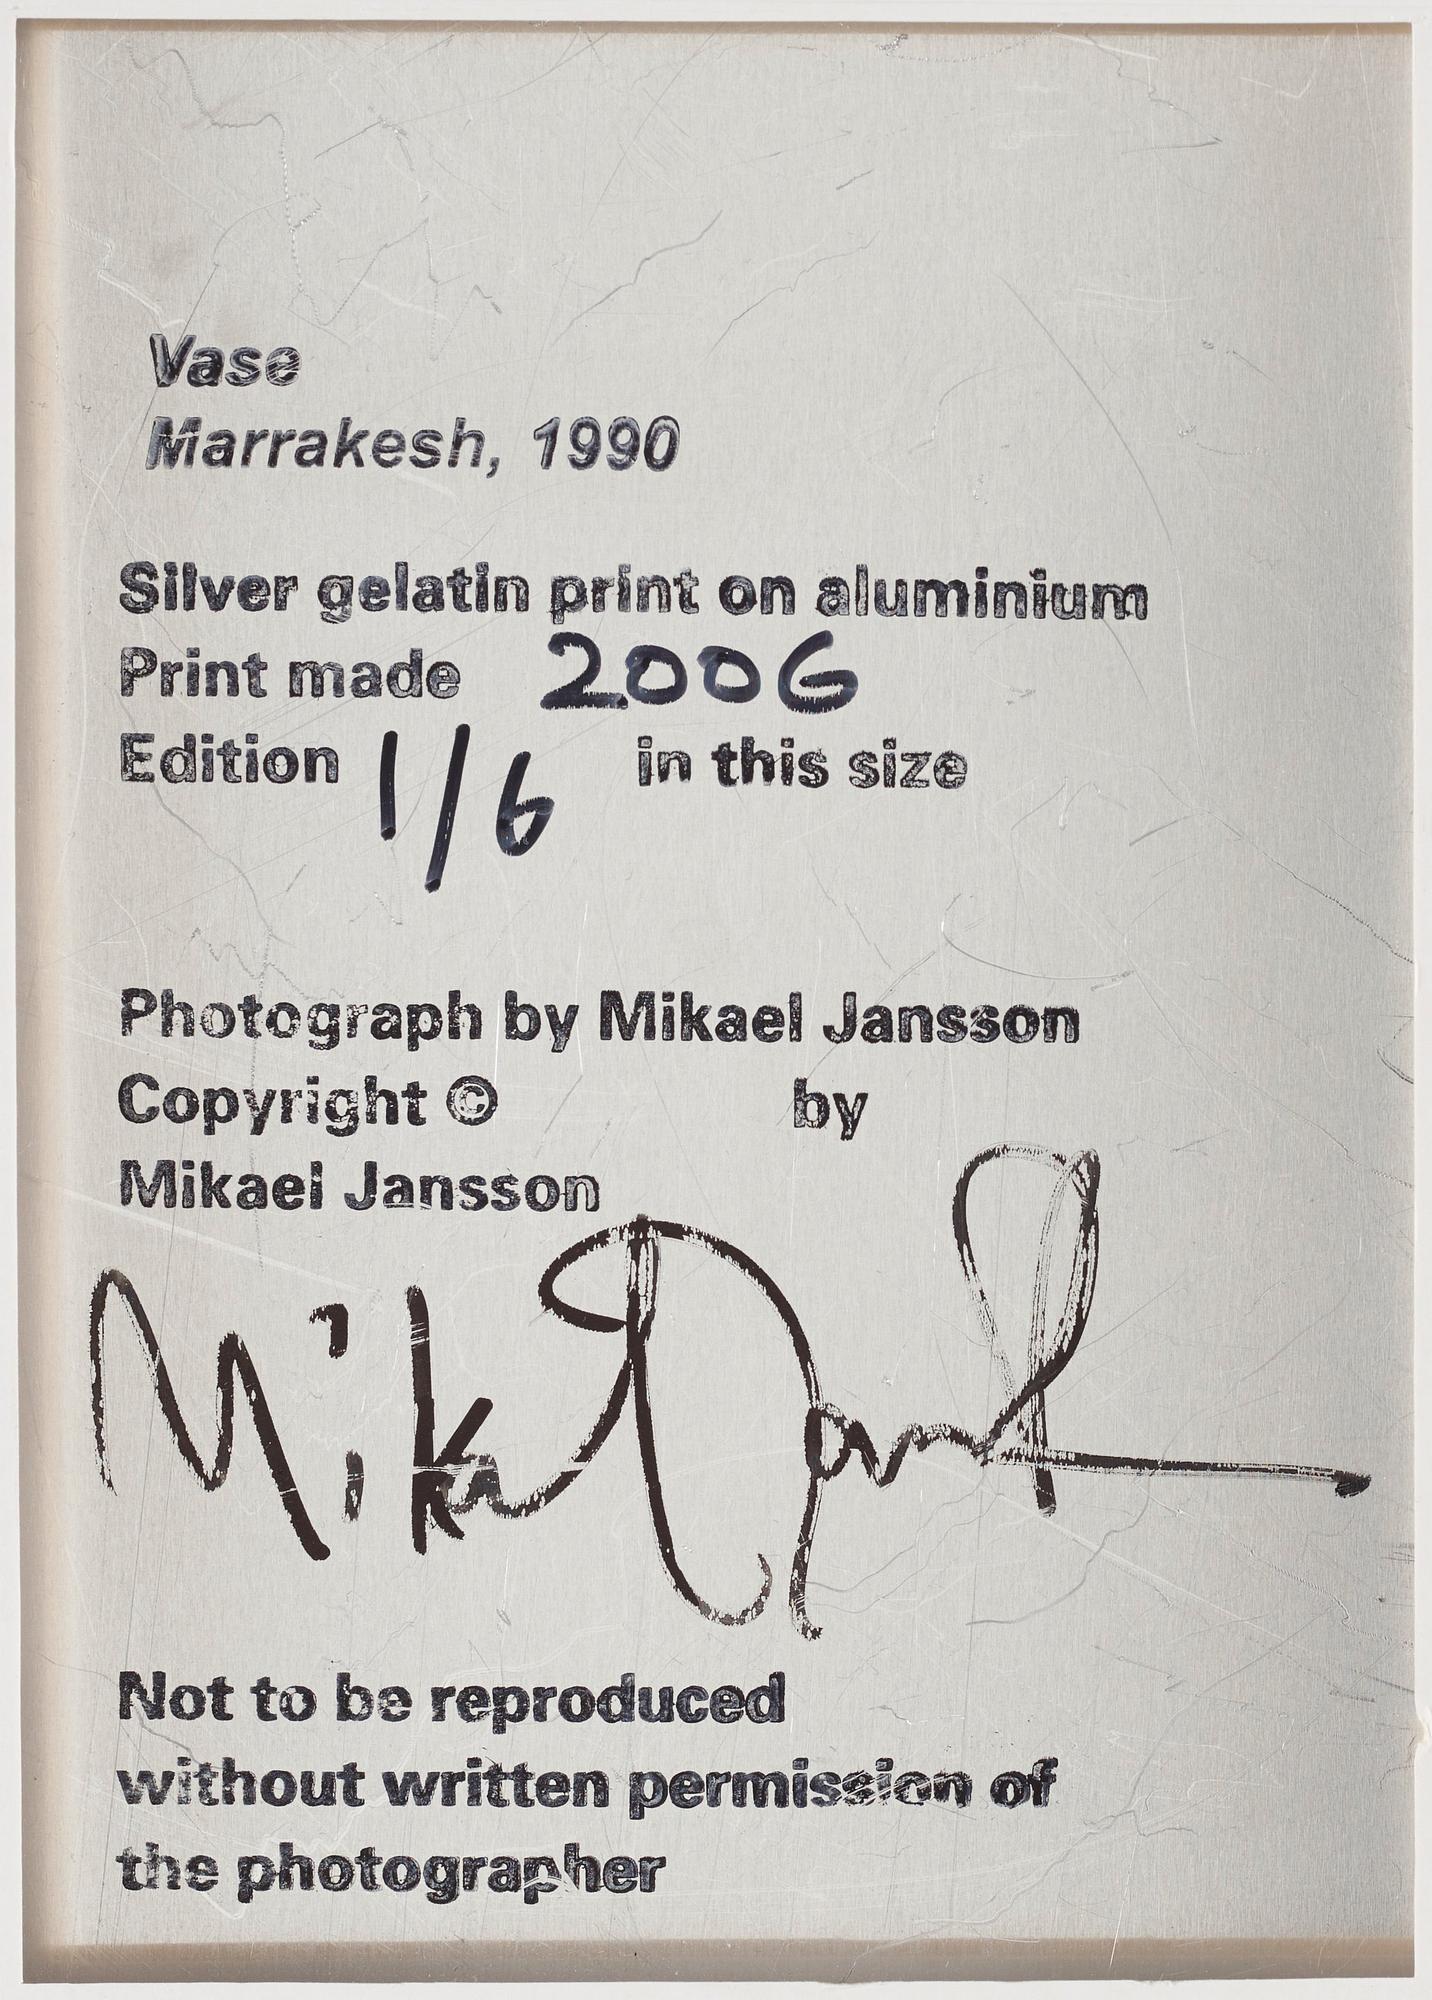 Vase
Marrakesh, 1990
Silver gelatin print on aluminium
Print made 2006
Edition 1/6 in this size
Photograph by Mikael Jansson
Copyright © by
Mikael Jansson
Not to be reproduced
without written permission of
the photographer